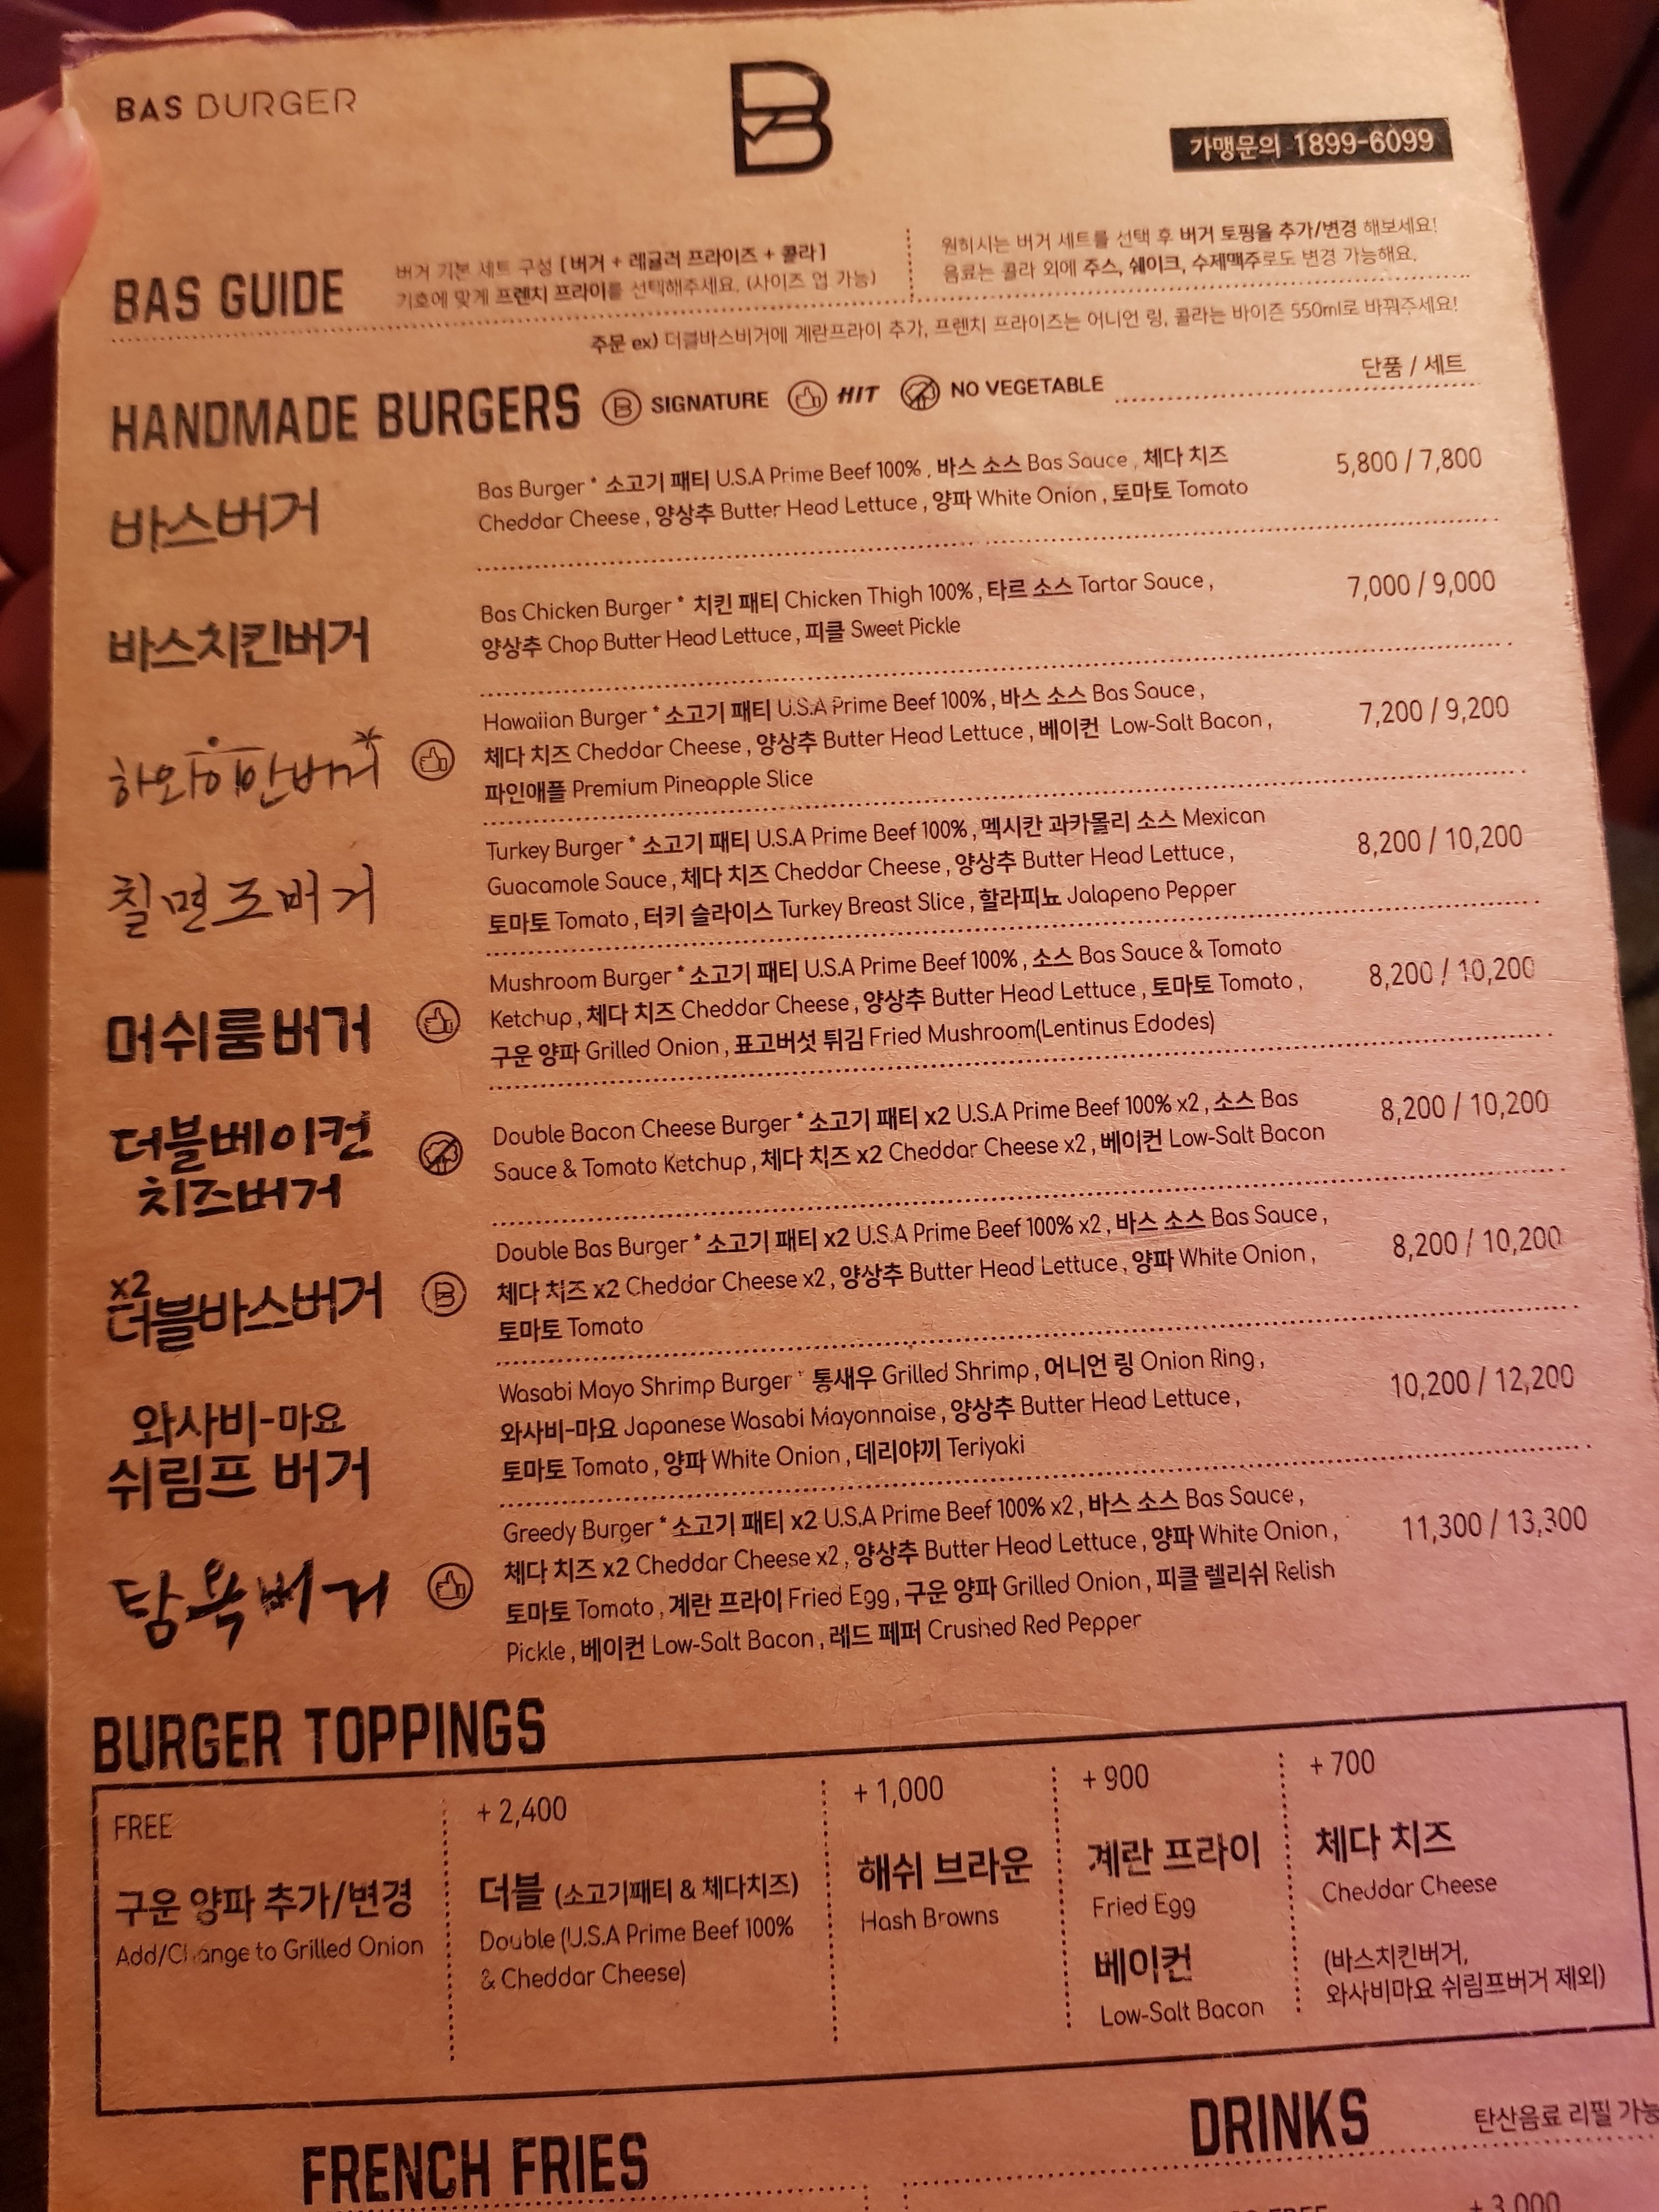 BAS BURGER
B
가맹문의 1899-6099
BAS GUIDE
버거 기본 세트 구성 [버거 + 레귤러 프라이즈 + 콜라]
기호에 맞게 프렌치 프라이를 선택해주세요. (사이즈 업 가능)
원하시는 버거 세트를 선택 후 버거 토핑을 추가/변경 해보세요!
음료는 콜라 외에 주스, 쉐이크, 수제맥주로도 변경 가능해요.
주문 ex) 더블바스버거에 계란프라이 추가, 프렌치 프라이즈는 어니언 링, 콜라는 바이즌 550ml로 바꿔주세요!
HANDMADE BURGERS B SIGNATURE HIT NO VEGETABLE
단품 / 세트
바스버거
Bas Burger * 소고기 패티 U.S.A Prime Beef 100% , 바스 소스 Bas Sauce , 체다 치즈
Cheddar Cheese , 양상추 Butter Head Lettuce , 양파 White Onion , 토마토 Tomato
5,800 / 7,800
바스치킨버거
Bas Chicken Burger * 치킨 패티 Chicken Thigh 100% , 타르 소스 Tartar Sauce ,
양상추 Chop Butter Head Lettuce , 피클 Sweet Pickle
7,000 / 9,000
하와이안버거
Hawaiian Burger * 소고기 패티 U.S.A Prime Beef 100% , 바스 소스 Bas Sauce ,
체다 치즈 Cheddar Cheese , 양상추 Butter Head Lettuce , 베이컨 Low-Salt Bacon ,
파인애플 Premium Pineapple Slice
7,200 / 9,200
칠면조버거
Turkey Burger * 소고기 패티 U.S.A Prime Beef 100% , 멕시칸 과카몰리 소스 Mexican
Guacamole Sauce , 체다 치즈 Cheddar Cheese , 양상추 Butter Head Lettuce ,
토마토 Tomato , 터키 슬라이스 Turkey Breast Slice , 할라피뇨 Jalapeno Pepper
8,200 / 10,200
머쉬룸버거
Mushroom Burger * 소고기 패티 U.S.A Prime Beef 100% , 소스 Bas Sauce & Tomato
Ketchup , 체다 치즈 Cheddar Cheese , 양상추 Butter Head Lettuce , 토마토 Tomato ,
구운 양파 Grilled Onion , 표고버섯 튀김 Fried Mushroom(Lentinus Edodes)
8,200 / 10,200
더블베이컨
치즈버거
Double Bacon Cheese Burger * 소고기 패티 x2 U.S.A Prime Beef 100% x2 , 소스 Bas
Sauce & Tomato Ketchup , 체다 치즈 x2 Cheddar Cheese x2 , 베이컨 Low-Salt Bacon
8,200 / 10,200
x2
더블바스버거
B
Double Bas Burger * 소고기 패티 x2 U.S.A Prime Beef 100% x2 , 바스 소스 Bas Sauce ,
체다 치즈 x2 Cheddar Cheese x2 , 양상추 Butter Head Lettuce , 양파 White Onion ,
토마토 Tomato
8,200 / 10,200
와사비-마요
쉬림프 버거
Wasabi Mayo Shrimp Burger * 통새우 Grilled Shrimp , 어니언 링 Onion Ring ,
와사비-마요 Japanese Wasabi Mayonnaise , 양상추 Butter Head Lettuce ,
토마토 Tomato , 양파 White Onion , 데리야끼 Teriyaki
10,200 / 12,200
탐욕버거
Greedy Burger * 소고기 패티 x2 U.S.A Prime Beef 100% x2 , 바스 소스 Bas Sauce ,
체다 치즈 x2 Cheddar Cheese x2 , 양상추 Butter Head Lettuce , 양파 White Onion ,
토마토 Tomato , 계란 프라이 Fried Egg , 구운 양파 Grilled Onion , 피클 렐리쉬 Relish
Pickle , 베이컨 Low-Salt Bacon , 레드 페퍼 Crushed Red Pepper
11,300 / 13,300
BURGER TOPPINGS
FREE
구운 양파 추가/변경
Add/Change to Grilled Onion
+ 2,400
더블 (소고기패티 & 체다치즈)
Double (U.S.A Prime Beef 100%
& Cheddar Cheese)
+ 1,000
해쉬 브라운
Hash Browns
+ 900
계란 프라이
Fried Egg
베이컨
Low-Salt Bacon
+ 700
체다 치즈
Cheddar Cheese
(바스치킨버거,
와사비마요 쉬림프버거 제외)
FRENCH FRIES
DRINKS
탄산음료 리필 가능
+ 3,000